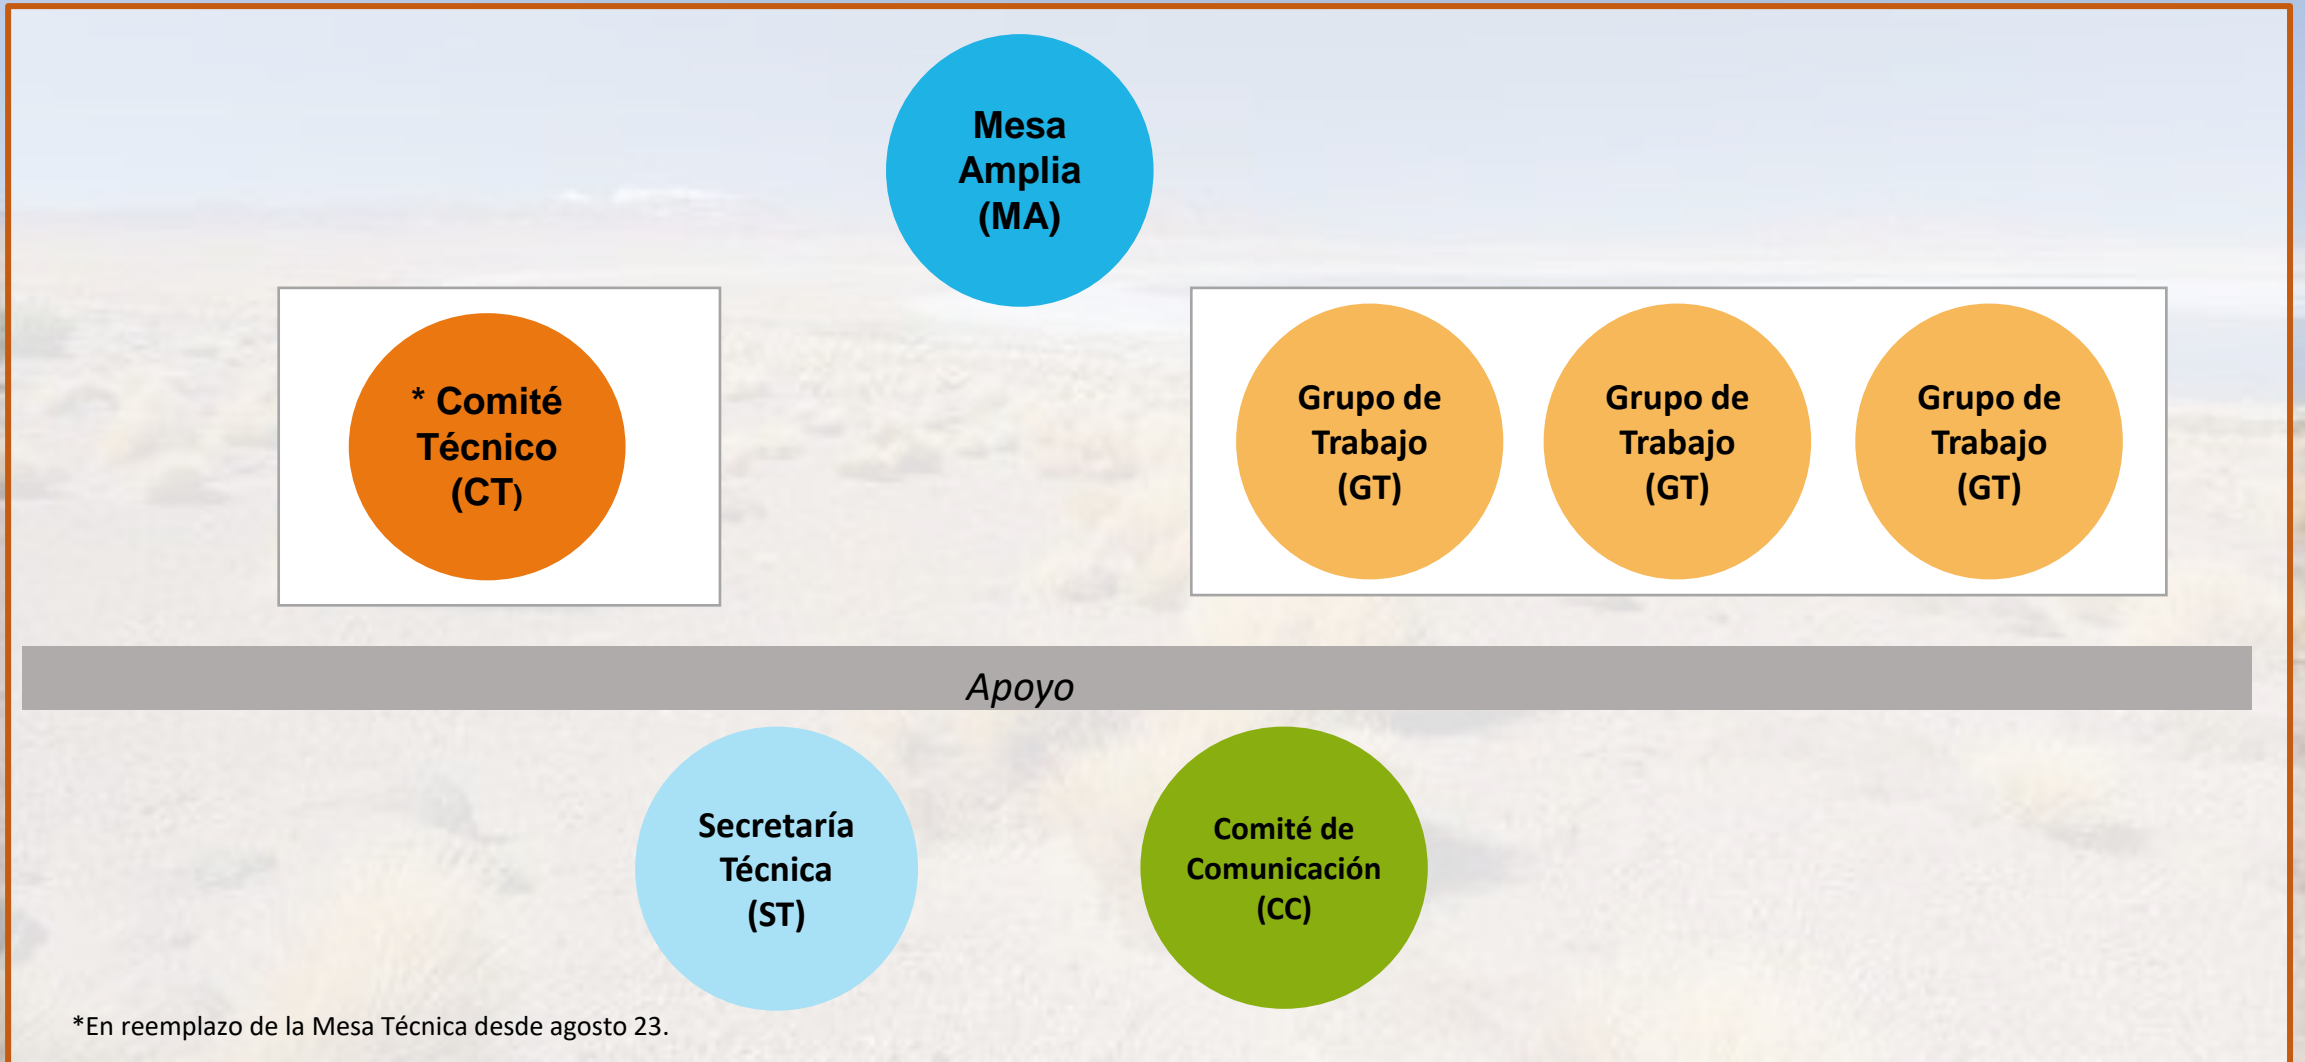 Mesa
Amplia
(MA)
* Comité
Técnico
(CT)
Grupo de
Trabajo
(GT)
Grupo de
Trabajo
(GT)
Grupo de
Trabajo
(GT)
Apoyo
Secretaría
Técnica
(ST)
Comité de
Comunicación
(CC)
*En reemplazo de la Mesa Técnica desde agosto 23.